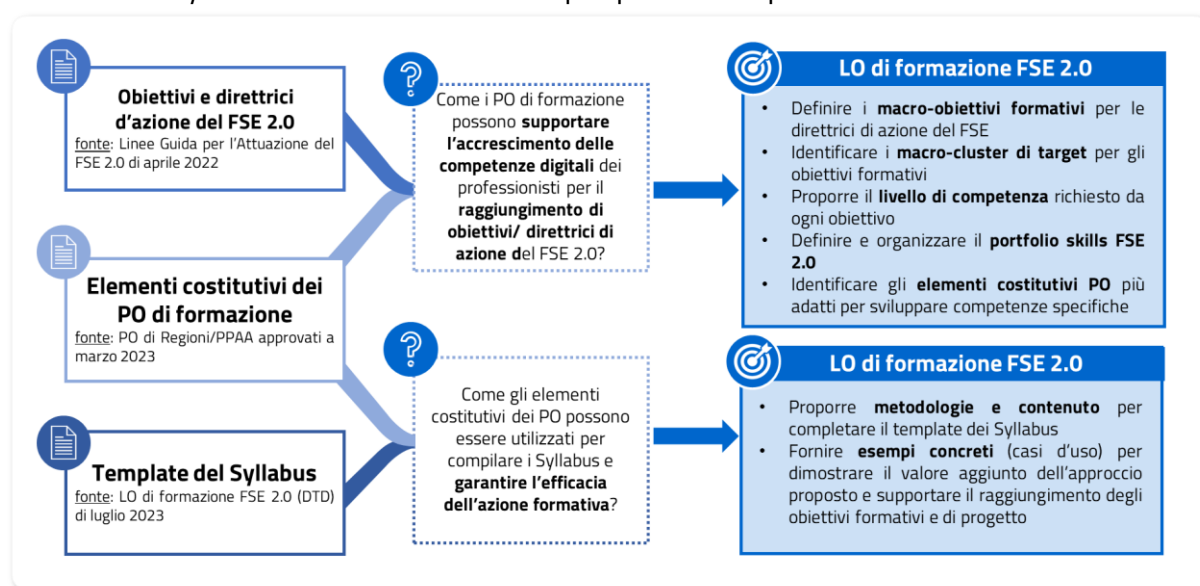 Obiettivi e direttrici
d'azione del FSE 2.0
fonte: Linee Guida per l'Attuazione del
FSE 2.0 di aprile 2022
Elementi costitutivi dei
PO di formazione
fonte: PO di Regioni/PPAA approvati a
marzo 2023
Template del Syllabus
fonte: LO di formazione FSE 2.0 (DTD)
di luglio 2023
?
Come i PO di formazione
possono supportare
l'accrescimento delle
competenze digitali dei
professionisti per il
raggiungimento di
obiettivi/ direttrici di
azione del FSE 2.0?
?
Come gli elementi
costitutivi dei PO possono
essere utilizzati per
compilare i Syllabus e
garantire l'efficacia
dell'azione formativa?
LO di formazione FSE 2.0
• Definire i macro-obiettivi formativi per le
direttrici di azione del FSE
• Identificare i macro-cluster di target per gli
obiettivi formativi
• Proporre il livello di competenza richiesto da
ogni obiettivo
• Definire e organizzare il portfolio skills FSE
2.0
• Identificare gli elementi costitutivi PO più
adatti per sviluppare competenze specifiche
LO di formazione FSE 2.0
• Proporre metodologie e contenuto per
completare il template dei Syllabus
• Fornire esempi concreti (casi d'uso) per
dimostrare il valore aggiunto dell'approccio
proposto e supportare il raggiungimento degli
obiettivi formativi e di progetto